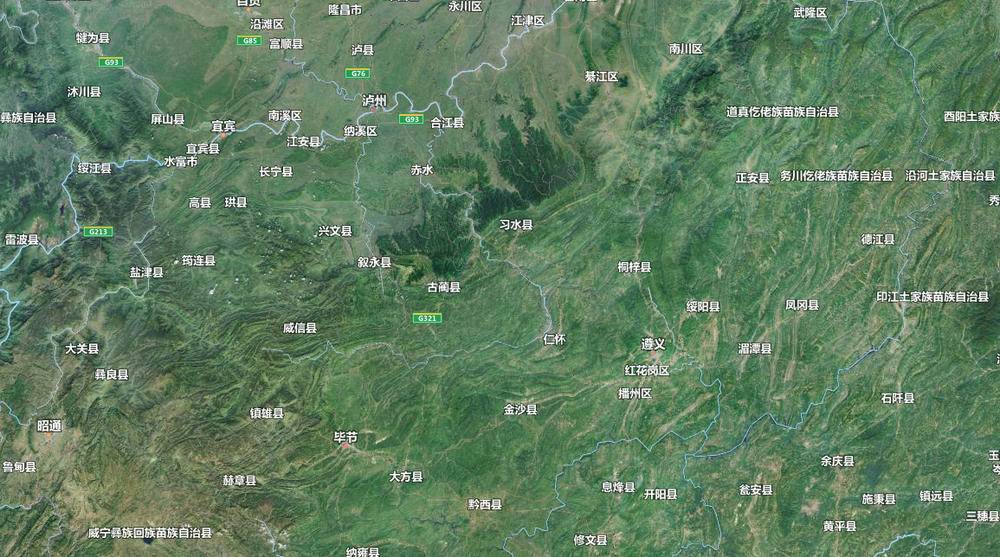 武隆区
永川区
隆昌市
江津区
沿滩区
犍为县
富顺县
G85
泸县
南川区
G93
G76
綦江区
沐川县
泸州
彝族自治县
屏山县
南溪区
G93
合江县
道真仡佬族苗族自治县
酉阳土家族
宜宾
纳溪区
江安县
宜宾县
水富市
绥江县
长宁县
赤水
正安县
务川仡佬族苗族自治县
沿河土家族自治县
高县
珙县
秀
习水县
G213
兴文县
雷波县
德江县
筠连县
叙永县
盐津县
桐梓县
古蔺县
印江土家族苗族自治县
绥阳县
凤冈县
G321
威信县
仁怀
遵义
大关县
湄潭县
红花岗区
彝良县
播州区
石阡县
金沙县
镇雄县
昭通
毕节
余庆县
鲁甸县
大方县
赫章县
息烽县
开阳县
瓮安县
施秉县
镇远县
黔西县
三穗县
黄平县
威宁彝族回族苗族自治县
修文县
纳雍县